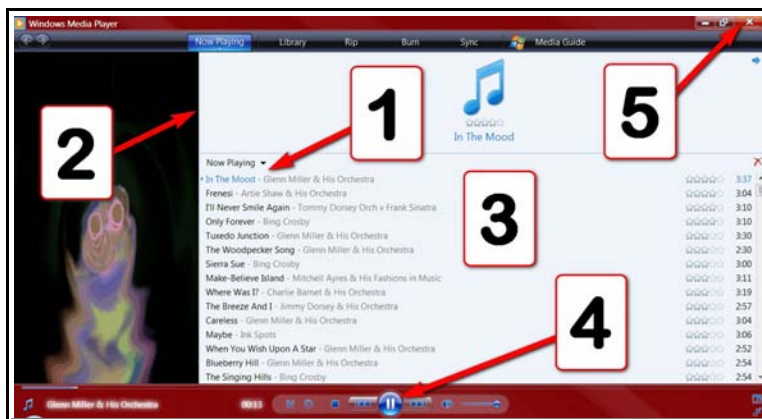 Windows Media Player
Now Playing Library Rip Burn Sync Media Guide
1
2
5
In The Mood
Now Playing
In The Mood - Glenn Miller & His Orchestra 3:37
Frenesi - Artie Shaw & His Orchestra 3:04
I'll Never Smile Again - Tommy Dorsey Orch v Frank Sinatra 3:10
Only Forever - Bing Crosby 3:10
3
Tuxedo Junction - Glenn Miller & His Orchestra 3:30
The Woodpecker Song - Glenn Miller & His Orchestra 2:30
Sierra Sue - Bing Crosby 3:00
Make-Believe Island - Mitchell Ayres & His Fashions in Music 3:11
Where Was I? - Charlie Barnet & His Orchestra 3:19
The Breeze And I - Jimmy Dorsey & His Orchestra 2:57
4
Careless - Glenn Miller & His Orchestra 3:04
Maybe - Ink Spots 3:06
When You Wish Upon A Star - Glenn Miller & His Orchestra 2:52
Blueberry Hill - Glenn Miller & His Orchestra 2:54
The Singing Hills - Bing Crosby 2:54
Glenn Miller & His Orchestra 00:13